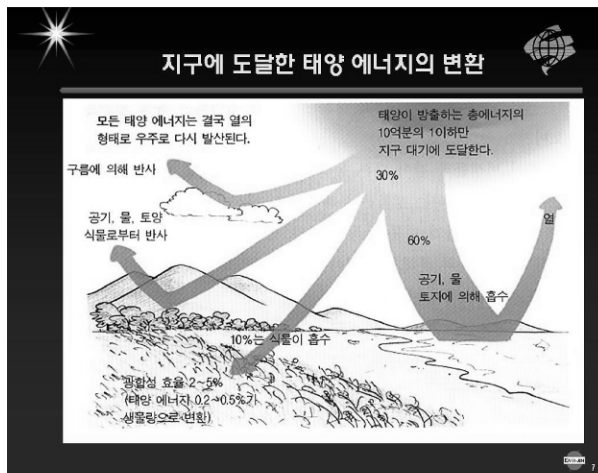 지구에 도달한 태양 에너지의 변환
모든 태양 에너지는 결국 열의
형태로 우주로 다시 발산된다.
태양이 방출하는 총에너지의
10억분의 1이하만
지구 대기에 도달한다.
구름에 의해 반사
30%
공기, 물, 토양
식물로부터 반사
열
60%
공기, 물
토지에 의해 흡수
10%는 식물이 흡수
광합성 효율 2~5%
(태양 에너지 0.2→0.5%가
생물량으로 변환)
7